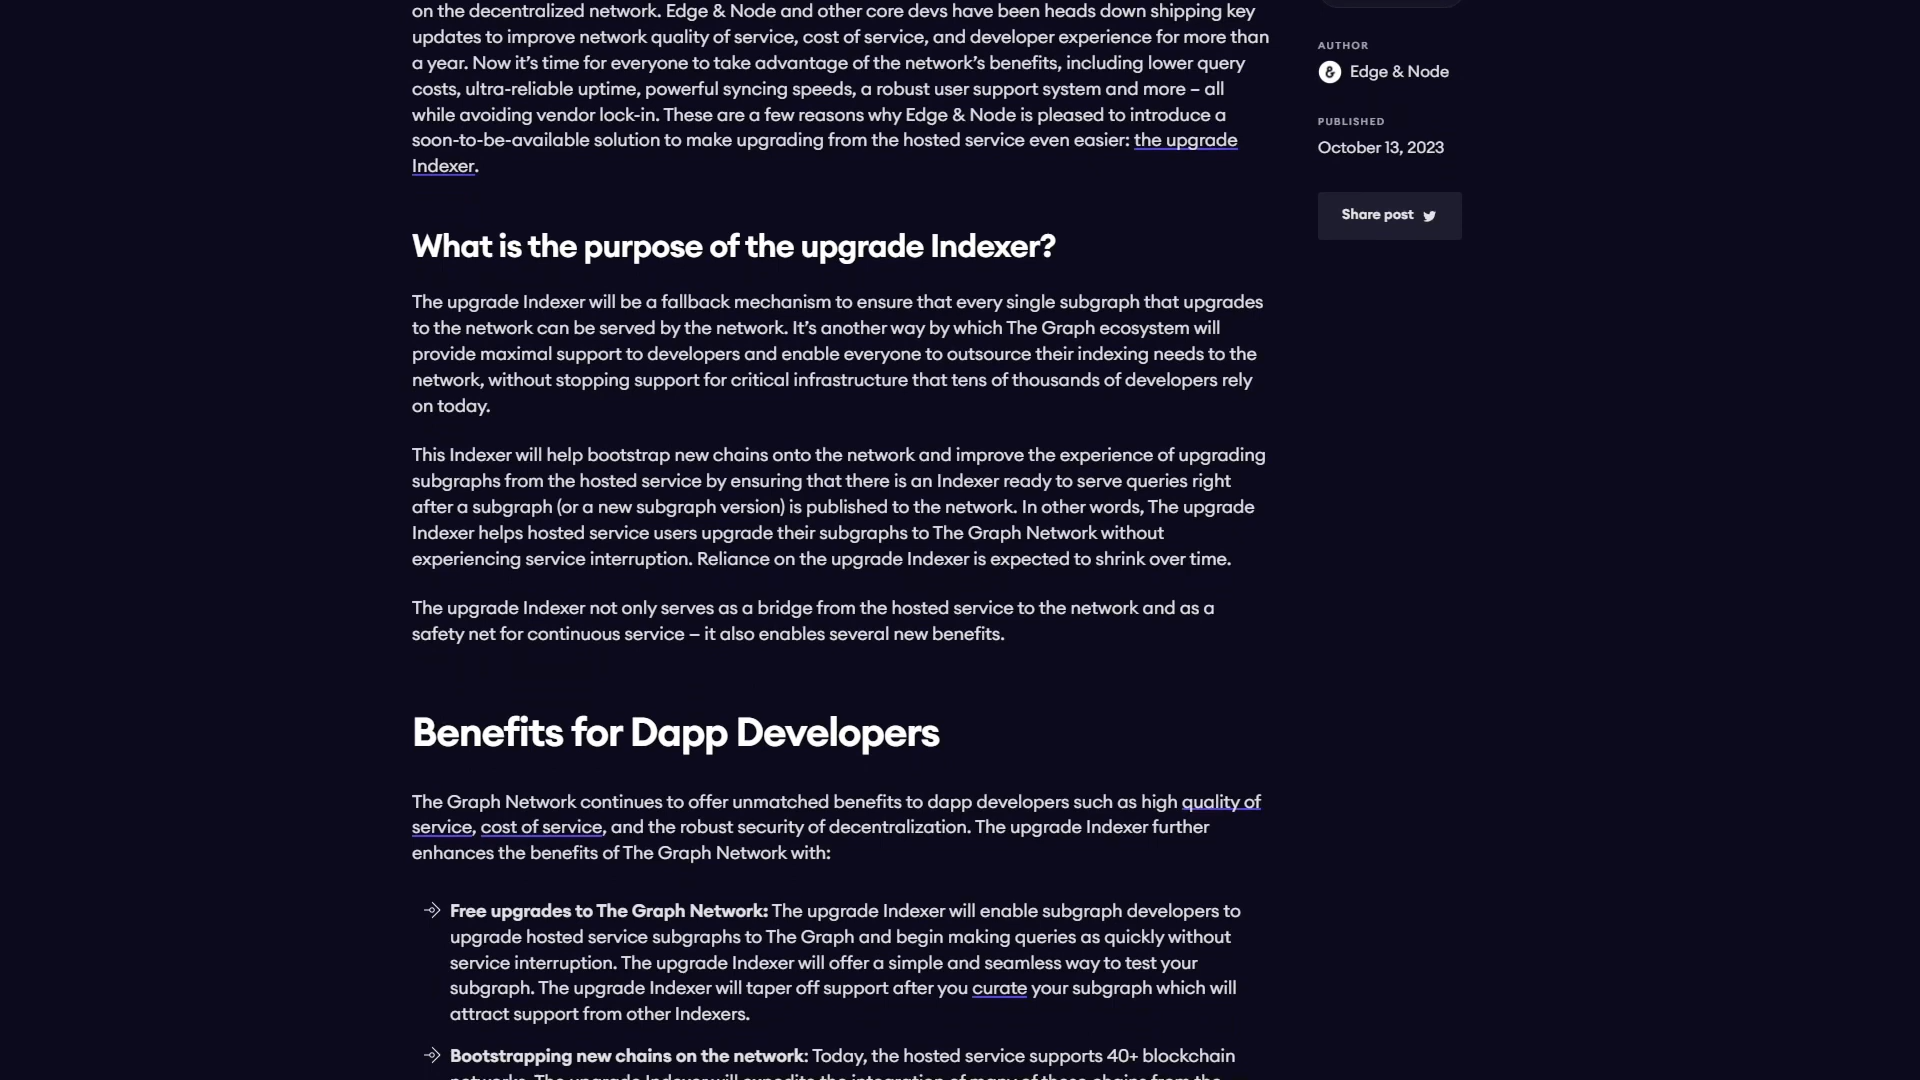 on the decentralized network. Edge & Node and other core devs have been heads down shipping key
updates to improve network quality of service, cost of service, and developer experience for more than
a year. Now it's time for everyone to take advantage of the network's benefits, including lower query
costs, ultra-reliable uptime, powerful syncing speeds, a robust user support system and more – all
while avoiding vendor lock-in. These are a few reasons why Edge & Node is pleased to introduce a
soon-to-be-available solution to make upgrading from the hosted service even easier: the upgrade
Indexer.
What is the purpose of the upgrade Indexer?
The upgrade Indexer will be a fallback mechanism to ensure that every single subgraph that upgrades
to the network can be served by the network. It's another way by which The Graph ecosystem will
provide maximal support to developers and enable everyone to outsource their indexing needs to the
network, without stopping support for critical infrastructure that tens of thousands of developers rely
on today.
This Indexer will help bootstrap new chains onto the network and improve the experience of upgrading
subgraphs from the hosted service by ensuring that there is an Indexer ready to serve queries right
after a subgraph (or a new subgraph version) is published to the network. In other words, The upgrade
Indexer helps hosted service users upgrade their subgraphs to The Graph Network without
experiencing service interruption. Reliance on the upgrade Indexer is expected to shrink over time.
The upgrade Indexer not only serves as a bridge from the hosted service to the network and as a
safety net for continuous service – it also enables several new benefits.
Benefits for Dapp Developers
The Graph Network continues to offer unmatched benefits to dapp developers such as high quality of
service, cost of service, and the robust security of decentralization. The upgrade Indexer further
enhances the benefits of The Graph Network with:
Free upgrades to The Graph Network: The upgrade Indexer will enable subgraph developers to
upgrade hosted service subgraphs to The Graph and begin making queries as quickly without
service interruption. The upgrade Indexer will offer a simple and seamless way to test your
subgraph. The upgrade Indexer will taper off support after you curate your subgraph which will
attract support from other Indexers.
Bootstrapping new chains on the network: Today, the hosted service supports 40+ blockchain
networks. The upgrade Indexer will expedite the integration of many of these chains from the
AUTHOR
& Edge & Node
PUBLISHED
October 13, 2023
Share post